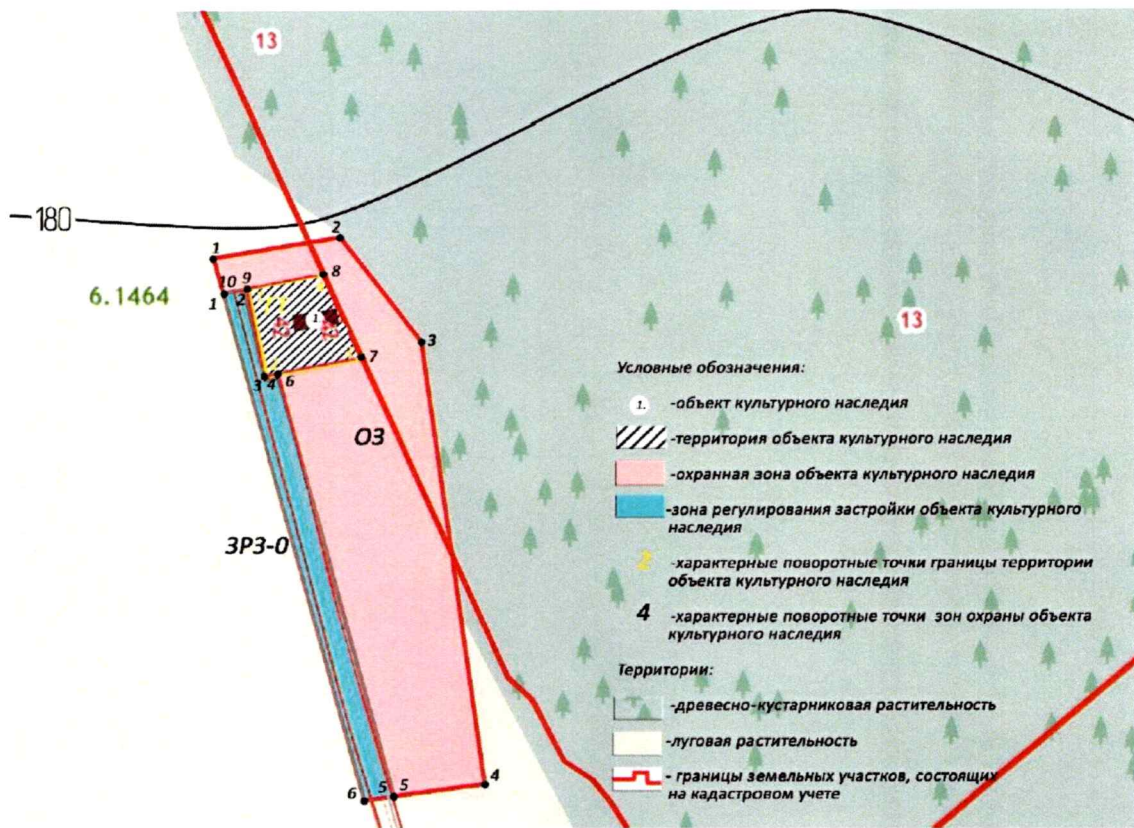 13
180
2
1
8
10 9
6.1464
1 2
1.
3
13
7
3 4 6
Условные обозначения:
1. -объект культурного наследия
ОЗ
-территория объекта культурного наследия
-охранная зона объекта культурного наследия
-зона регулирования застройки объекта культурного
наследия
ЗРЗ-0
2 -характерные поворотные точки границы территории
объекта культурного наследия
4 -характерные поворотные точки зон охраны объекта
культурного наследия
Территории:
-древесно-кустарниковая растительность
-луговая растительность
- границы земельных участков, состоящих
на кадастровом учете
4
6 5 5